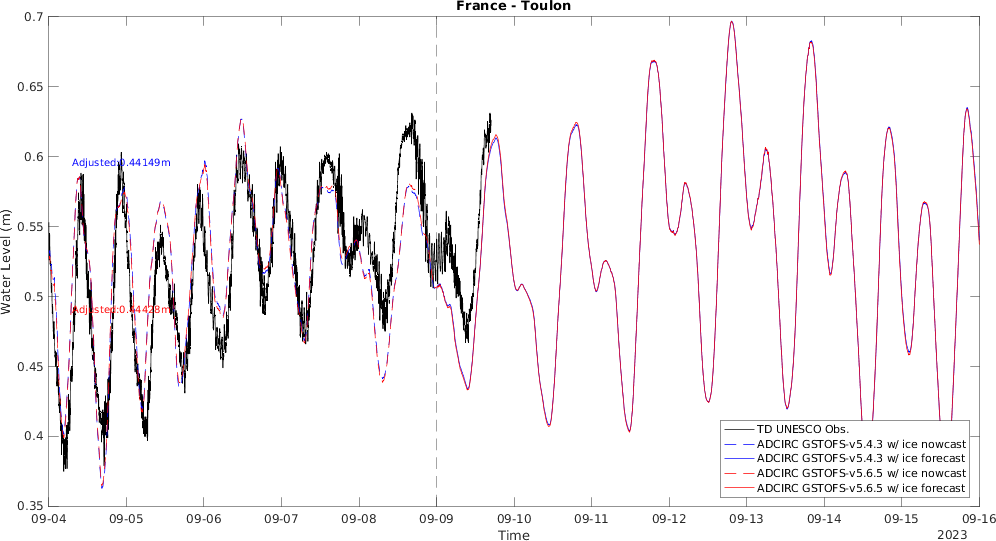 France - Toulon
0.7
0.65
0.6
0.55
0.5
0.45
0.4
0.35
Water Level (m)
Adjusted:0.44149m
Adjusted:0.44428m
TD UNESCO Obs.
ADCIRC GSTOFS-v5.4.3 w/ ice nowcast
ADCIRC GSTOFS-v5.4.3 w/ ice forecast
ADCIRC GSTOFS-v5.6.5 w/ ice nowcast
ADCIRC GSTOFS-v5.6.5 w/ ice forecast
09-04 09-05 09-06 09-07 09-08 09-09 09-10 09-11 09-12 09-13 09-14 09-15 09-16
Time
2023